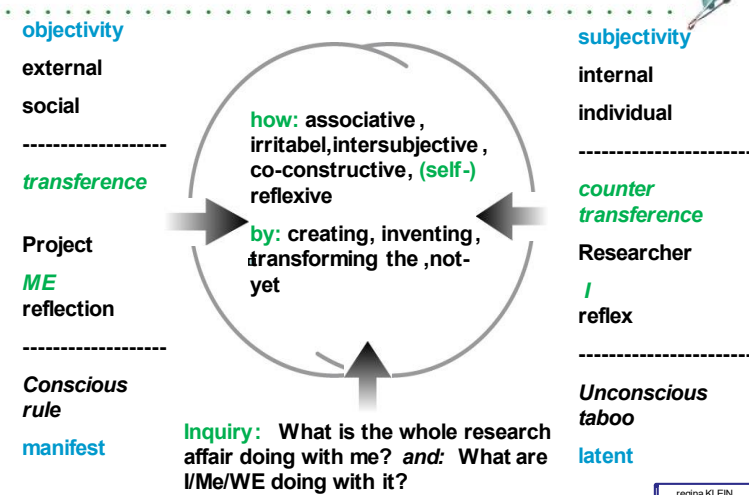 objectivity
external
social
-------------------
transference
Project
ME
reflection
-------------------
Conscious
rule
manifest
how: associative ,
irritabel,intersubjective ,
co-constructive, (self-)
reflexive
by: creating, inventing,
transforming the ,not-
yet
Inquiry: What is the whole research
affair doing with me? and: What are
I/Me/WE doing with it?
subjectivity
internal
individual
-----------------------
counter
transference
Researcher
I
reflex
-----------------------
Unconscious
taboo
latent
regina KLEIN